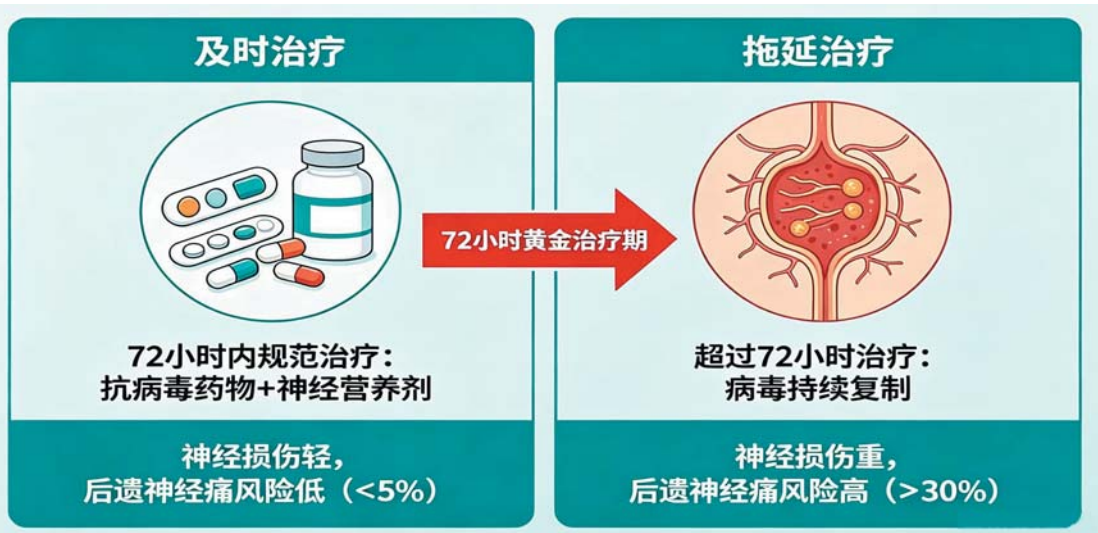 及时治疗
72小时内规范治疗：
抗病毒药物+神经营养剂
神经损伤轻，
后遗神经痛风险低（<5%）
72小时黄金治疗期
拖延治疗
超过72小时治疗：
病毒持续复制
神经损伤重，
后遗神经痛风险高（>30%）